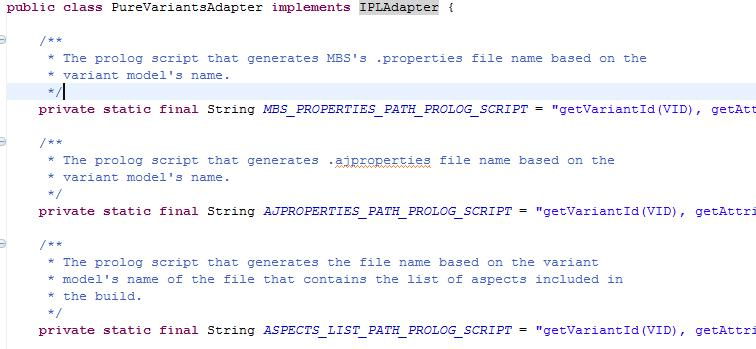 public class PureVariantsAdapter implements IPLAdapter {
/**
* The prolog script that generates MBS's .properties file name based on the
* variant model's name.
*/
private static final String MBS_PROPERTIES_PATH_PROLOG_SCRIPT = "getVariantId(VID), getAtt
/**
* The prolog script that generates .ajproperties file name based on the
* variant model's name.
*/
private static final String AJPROPERTIES_PATH_PROLOG_SCRIPT = "getVariantId(VID), getAttri
/**
* The prolog script that generates the file name based on the variant
* model's name of the file that contains the list of aspects included in
* the build.
*/
private static final String ASPECTS_LIST_PATH_PROLOG_SCRIPT = "getVariantId(VID), getAttri